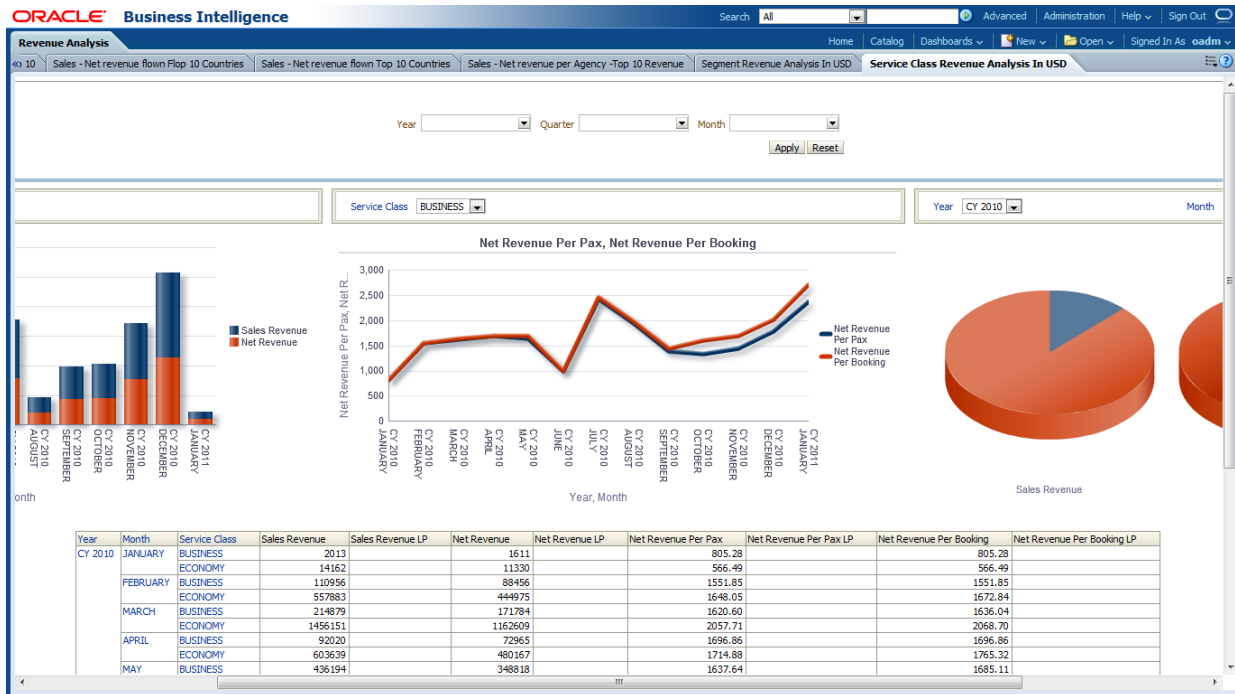 ORACLE Business Intelligence
Search All Advanced Administration Help Sign Out
Revenue Analysis
Home Catalog Dashboards New Open Signed In As oadm
10 Sales - Net revenue flown Flop 10 Countries Sales - Net revenue flown Top 10 Countries Sales - Net revenue per Agency -Top 10 Revenue Segment Revenue Analysis In USD Service Class Revenue Analysis In USD
Year Quarter Month
Apply Reset
Service Class BUSINESS
Year CY 2010 Month
Sales Revenue
Net Revenue
CY 2010 AUGUST
CY 2010 SEPTEMBER
CY 2010 OCTOBER
CY 2010 NOVEMBER
CY 2010 DECEMBER
CY 2011 JANUARY
onth
Net Revenue Per Pax, Net Revenue Per Booking
Net Revenue Per Pax, Net R...
3,000
2,500
2,000
1,500
1,000
500
0
CY 2010 JANUARY
CY 2010 FEBRUARY
CY 2010 MARCH
CY 2010 APRIL
CY 2010 MAY
CY 2010 JUNE
CY 2010 JULY
CY 2010 AUGUST
CY 2010 SEPTEMBER
CY 2010 OCTOBER
CY 2010 NOVEMBER
CY 2010 DECEMBER
CY 2011 JANUARY
Year, Month
Net Revenue
Per Pax
Net Revenue
Per Booking
Sales Revenue
Year Month Service Class Sales Revenue Sales Revenue LP Net Revenue Net Revenue LP Net Revenue Per Pax Net Revenue Per Pax LP Net Revenue Per Booking Net Revenue Per Booking LP
CY 2010 JANUARY BUSINESS 2013 1611 805.28 805.28
ECONOMY 14162 11330 566.49 566.49
FEBRUARY BUSINESS 110956 88456 1551.85 1551.85
ECONOMY 557883 444975 1648.05 1672.84
MARCH BUSINESS 214879 171784 1620.60 1636.04
ECONOMY 1456151 1162609 2057.71 2068.70
APRIL BUSINESS 92020 72965 1696.86 1696.86
ECONOMY 603639 480167 1714.88 1765.32
MAY BUSINESS 436194 348818 1637.64 1685.11